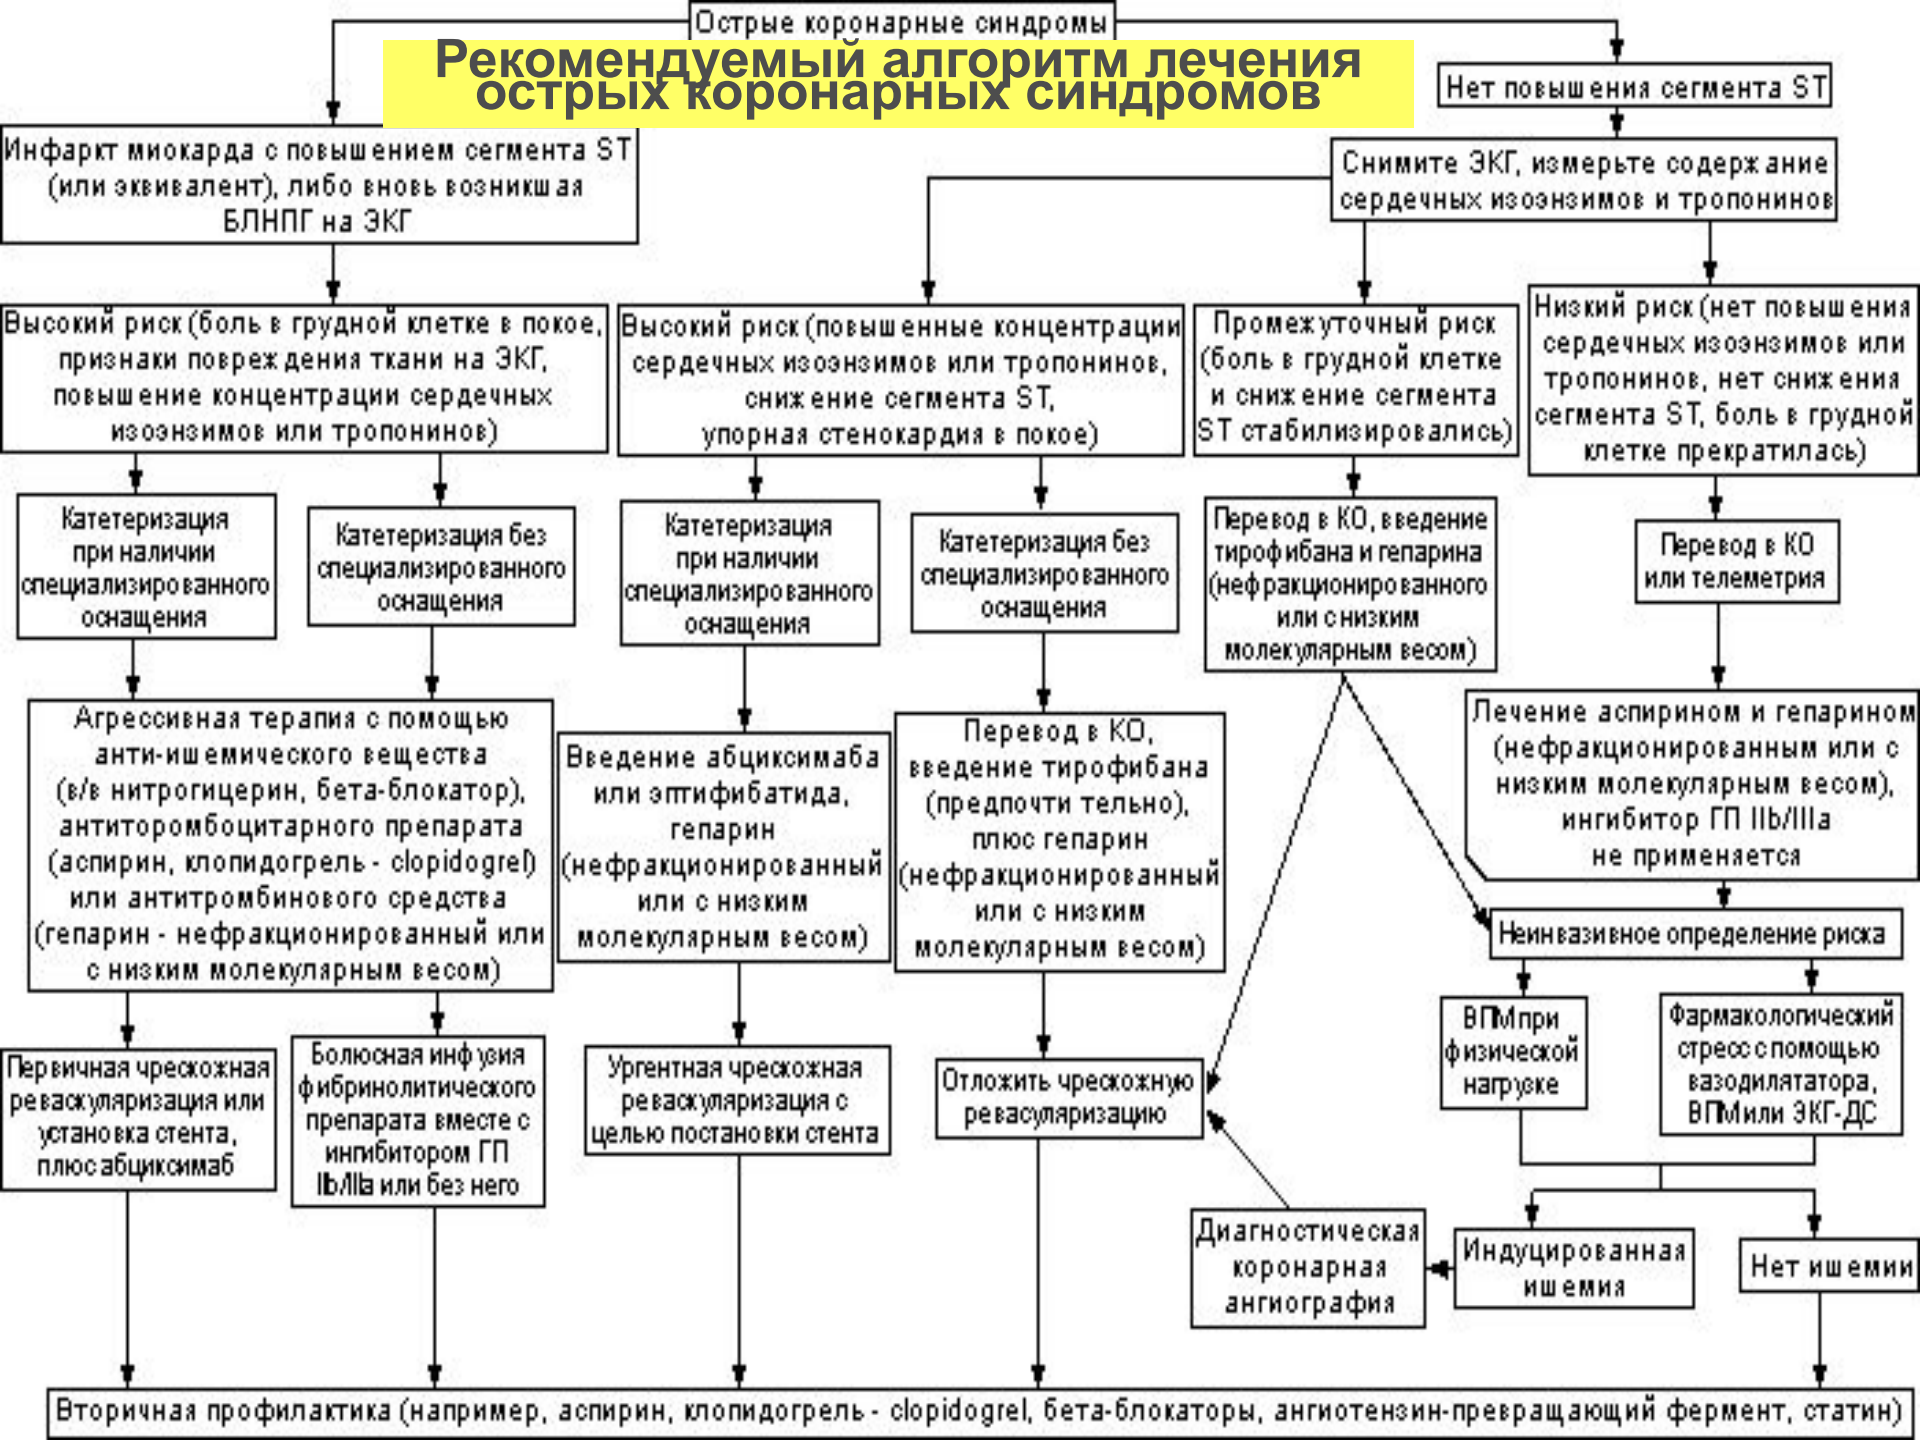 Острые коронарные синдромы
Рекомендуемый алгоритм лечения
острых коронарных синдромов
Нет повышения сегмента ST
Инфаркт миокарда с повышением сегмента ST
(или эквивалент), либо вновь возникшая
БЛНПГ на ЭКГ
Снимите ЭКГ, измерьте содержание
сердечных изоэнзимов и тропонинов
Высокий риск (боль в грудной клетке в покое,
признаки повреждения ткани на ЭКГ,
повышение концентрации сердечных
изоэнзимов или тропонинов)
Высокий риск (повышенные концентрации
сердечных изоэнзимов или тропонинов,
снижение сегмента ST,
упорная стенокардия в покое)
Промежуточный риск
(боль в грудной клетке
и снижение сегмента
ST стабилизировались)
Низкий риск (нет повышения
сердечных изоэнзимов или
тропонинов, нет снижения
сегмента ST, боль в грудной
клетке прекратилась)
Катетеризация
при наличии
специализированного
оснащения
Катетеризация без
специализированного
оснащения
Катетеризация
при наличии
специализированного
оснащения
Катетеризация без
специализированного
оснащения
Перевод в КО, введение
тирофибана и гепарина
(нефракционированного
или с низким
молекулярным весом)
Перевод в КО
или телеметрия
Агрессивная терапия с помощью
анти-ишемического вещества
(в/в нитрогицерин, бета-блокатор),
антиторомбоцитарного препарата
(аспирин, клопидогрель - clopidogrel)
или антитромбинового средства
(гепарин - нефракционированный или
с низким молекулярным весом)
Введение абциксимаба
или эптифибатида,
гепарин
(нефракционированный
или с низким
молекулярным весом)
Перевод в КО,
введение тирофибана
(предпочти тельно),
плюс гепарин
(нефракционированный
или с низким
молекулярным весом)
Лечение аспирином и гепарином
(нефракционированным или с
низким молекулярным весом),
ингибитор ГП IIb/IIIa
не применяется
Неинвазивное определение риска
Первичная чрескожная
реваскуляризация или
установка стента,
плюс абциксимаб
Болюсная инфузия
фибринолитического
препарата вместе с
ингибитором ГП
IIb/IIIa или без него
Ургентная чрескожная
реваскуляризация с
целью постановки стента
Отложить чрескожную
ревасуляризацию
ВПМ при
физической
нагрузке
Фармакологический
стресс с помощью
вазодилятатора,
ВПМ или ЭКГ-ДС
Диагностическая
коронарная
ангиография
Индуцированная
ишемия
Нет ишемии
Вторичная профилактика (например, аспирин, клопидогрель - clopidogrel, бета-блокаторы, ангиотензин-превращающий фермент, статин)